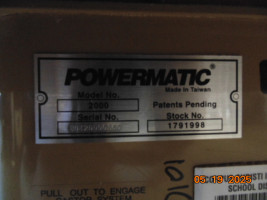 POWERMATIC®
Made in Taiwan
Model No.
2000
Patents Pending
Serial No.
Stock No.
1791998
05/19/2025
SCHOOL DIS
PULL OUT TO ENGAGE